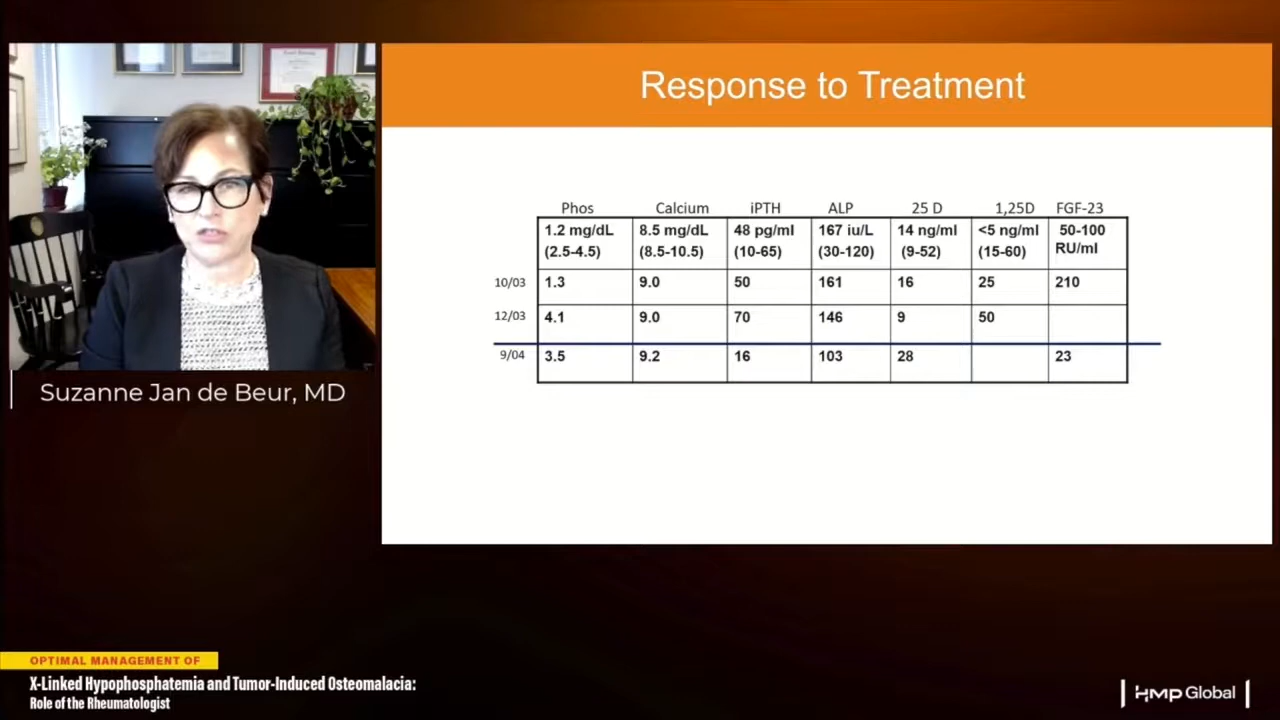 Response to Treatment
Phos Calcium iPTH ALP 25 D 1,25D FGF-23
1.2 mg/dL 8.5 mg/dL 48 pg/ml 167 iu/L 14 ng/ml <5 ng/ml 50-100
(2.5-4.5) (8.5-10.5) (10-65) (30-120) (9-52) (15-60) RU/ml
10/03 1.3 9.0 50 161 16 25 210
12/03 4.1 9.0 70 146 9 50
9/04 3.5 9.2 16 103 28 23
Suzanne Jan de Beur, MD
OPTIMAL MANAGEMENT OF
X-Linked Hypophosphatemia and Tumor-Induced Osteomalacia:
Role of the Rheumatologist
HMP Global